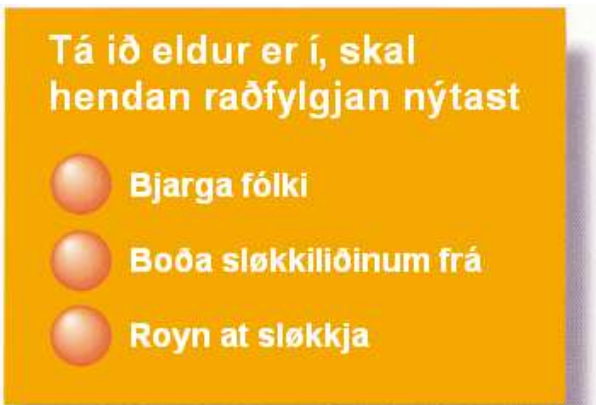 Tá ið eldur er í, skal
hendan raðfylgjan nýtast
Bjarga fólki
Boða sløkkiliðinum frá
Royn at sløkkja